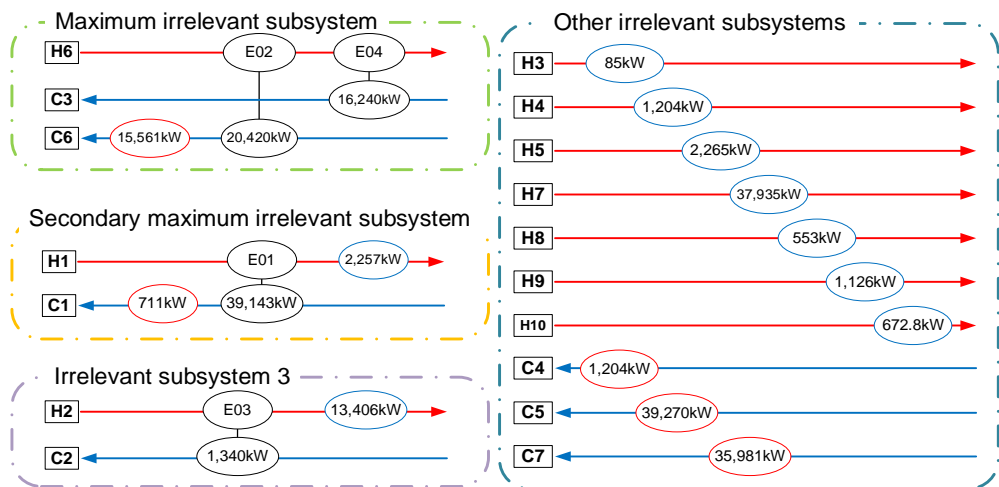 Maximum irrelevant subsystem
H6
E02
E04
C3
16,240kW
C6
15,561kW
20,420kW
Secondary maximum irrelevant subsystem
H1
E01
2,257kW
C1
711kW
39,143kW
Irrelevant subsystem 3
H2
E03
13,406kW
C2
1,340kW
Other irrelevant subsystems
H3
85kW
H4
1,204kW
H5
2,265kW
H7
37,935kW
H8
553kW
H9
1,126kW
H10
672.8kW
C4
1,204kW
C5
39,270kW
C7
35,981kW